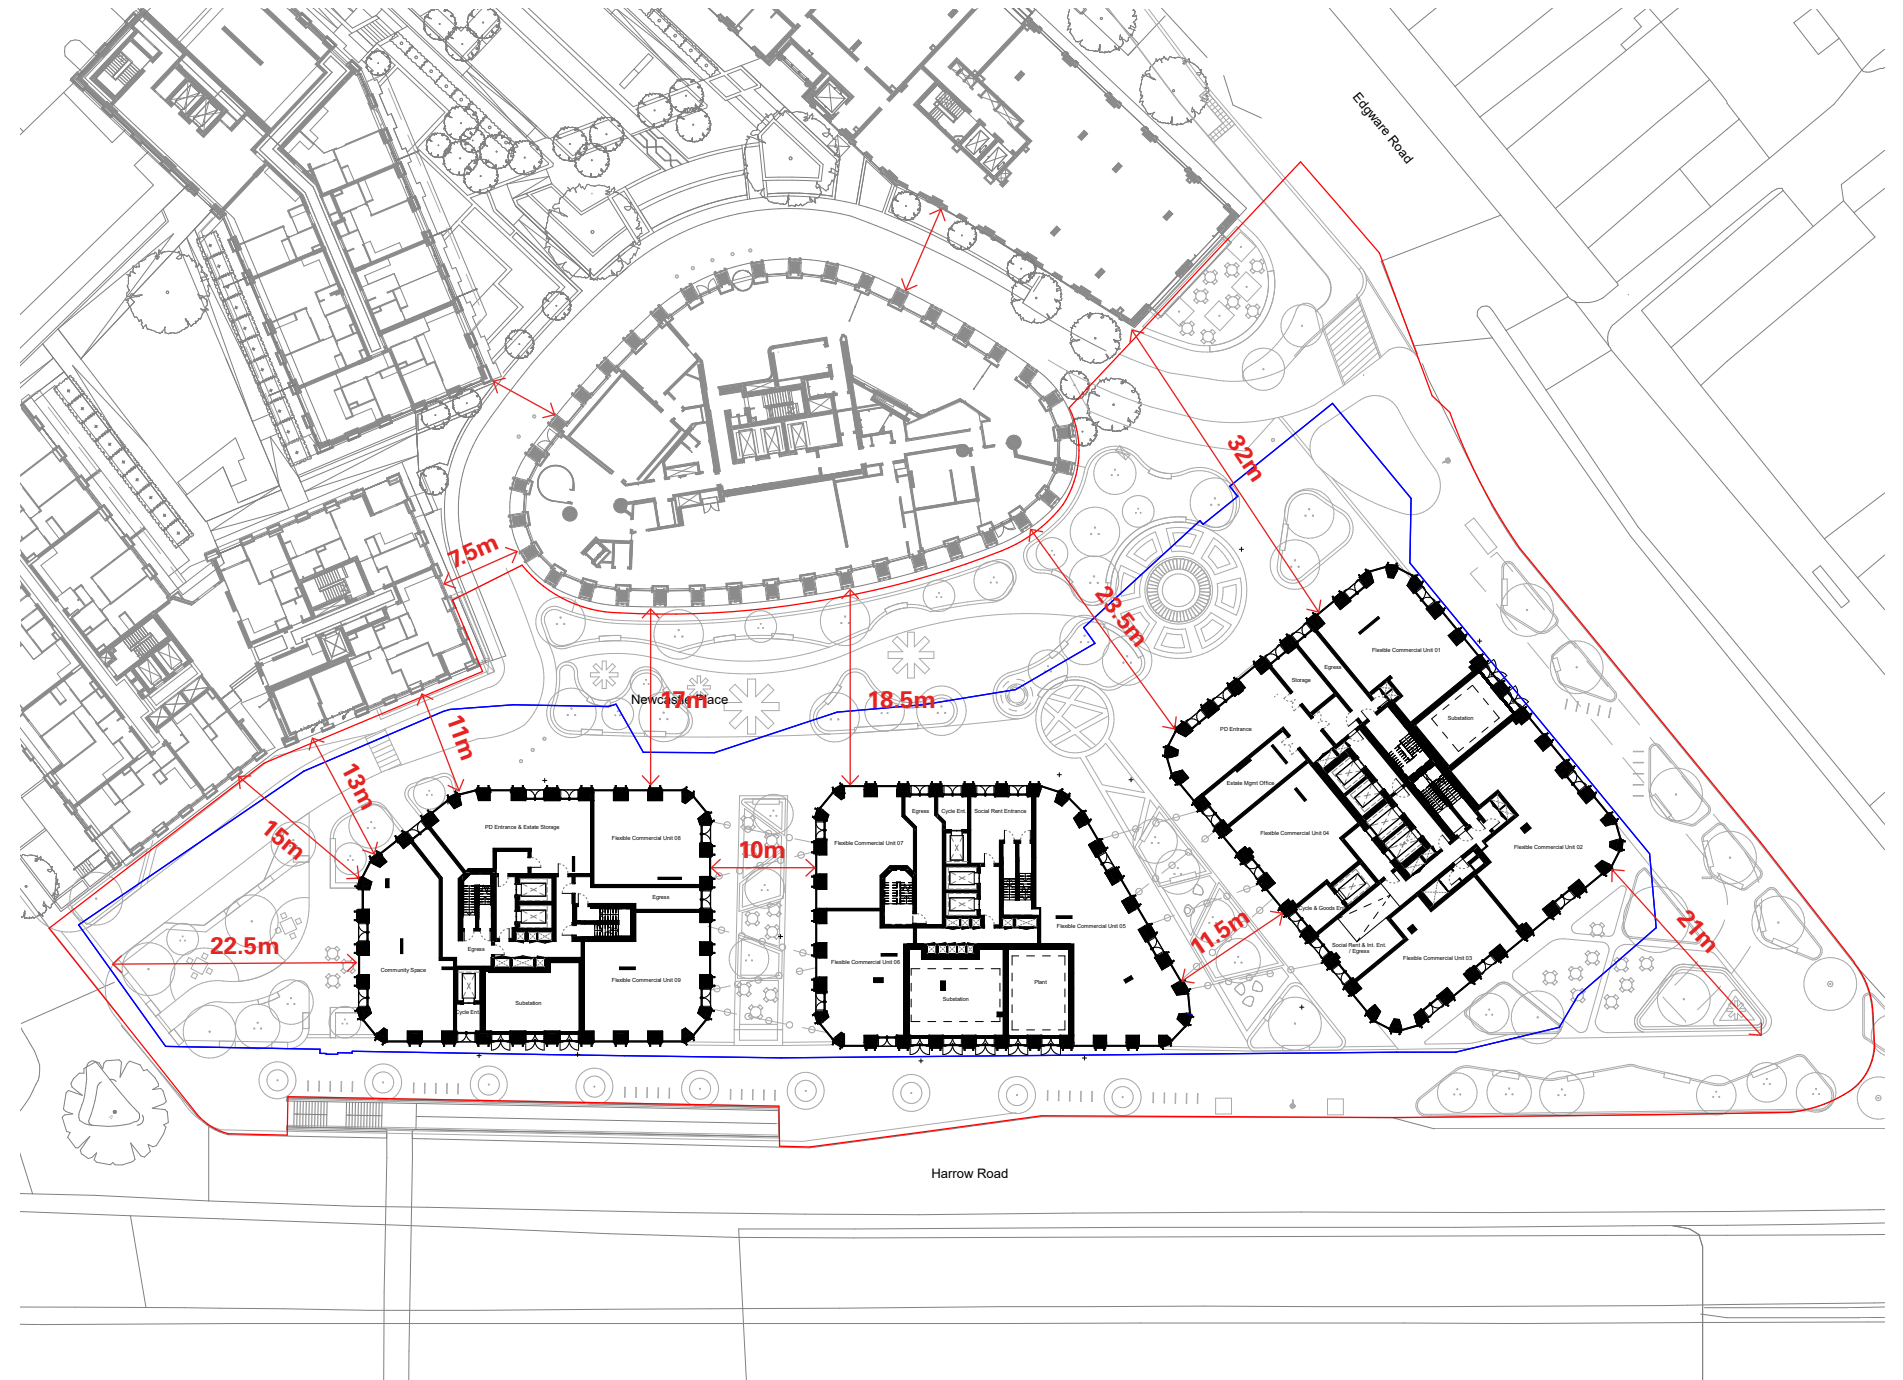 Edgware Road
32m
7.5m
23.5m
Flexible Commercial Unit 01
Egress
Storage
Newcastle Place
17m
18.5m
Substation
PD Entrance
11m
13m
15m
Estate Mgmt Office
PD Entrance & Estate Storage
Flexible Commercial Unit 08
Egress
Cycle Ent.
Social Rent Entrance
Flexible Commercial Unit 07
10m
Flexible Commercial Unit 04
Flexible Commercial Unit 02
Egress
Cycle & Goods Ent.
11.5m
21m
22.5m
Egress
Flexible Commercial Unit 05
Social Rent & Int. Ent.
/ Egress
Community Space
Flexible Commercial Unit 06
Flexible Commercial Unit 03
Flexible Commercial Unit 09
Plant
Substation
Substation
Cycle Ent.
Harrow Road